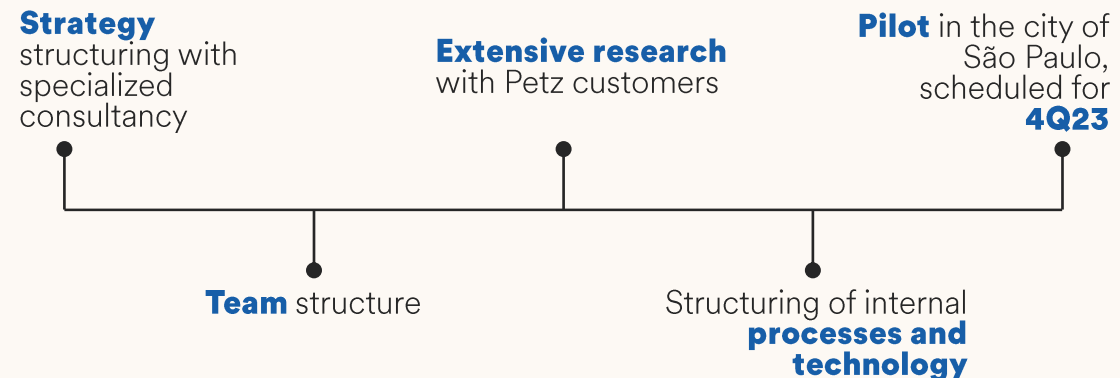 Strategy
structuring with
specialized
consultancy
Extensive research
with Petz customers
Pilot in the city of
São Paulo,
scheduled for
4Q23
Team structure
Structuring of internal
processes and
technology